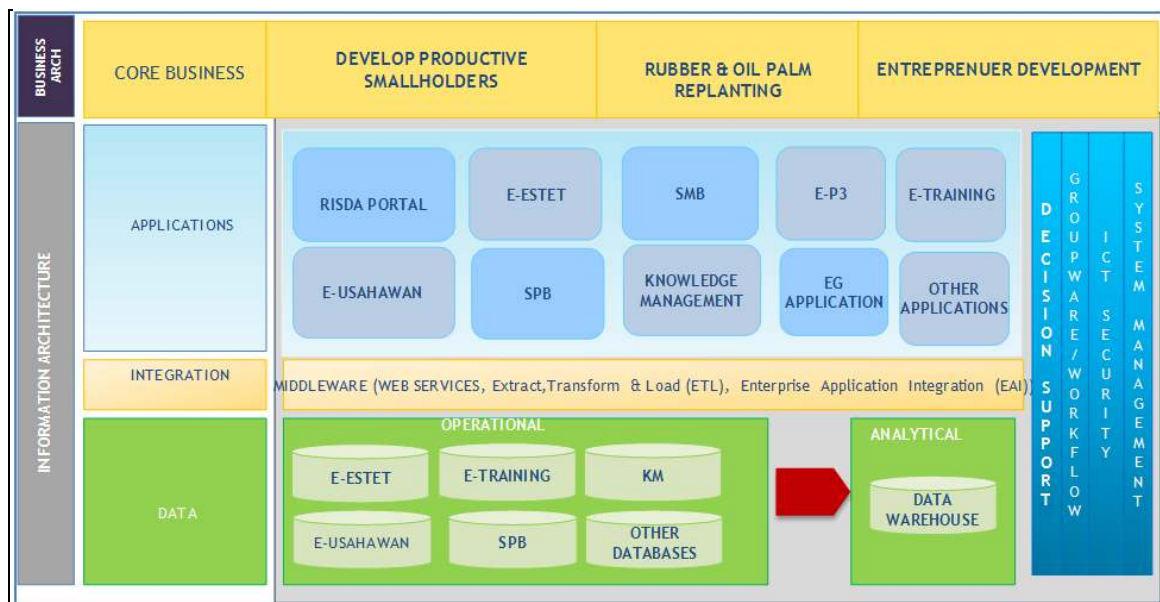 BUSINESS
ARCH
CORE BUSINESS
DEVELOP PRODUCTIVE
SMALLHOLDERS
RUBBER & OIL PALM
REPLANTING
ENTREPRENUER DEVELOPMENT
INFORMATION ARCHITECTURE
APPLICATIONS
RISDA PORTAL
E-ESTET
SMB
E-P3
E-TRAINING
E-USAHAWAN
SPB
KNOWLEDGE
MANAGEMENT
EG
APPLICATION
OTHER
APPLICATIONS
INTEGRATION
MIDDLEWARE (WEB SERVICES, Extract,Transform & Load (ETL), Enterprise Application Integration (EAI))
DATA
OPERATIONAL
E-ESTET
E-TRAINING
KM
E-USAHAWAN
SPB
OTHER
DATABASES
ANALYTICAL
DATA
WAREHOUSE
DECISION SUPPORT
GROUPWARE/WORKFLOW
ICT SECURITY
SYSTEM MANAGEMENT